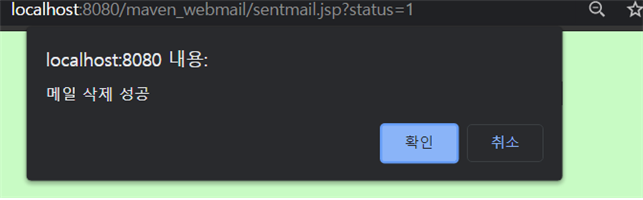 localhost:8080/maven_webmail/sentmail.jsp?status=1
localhost:8080 내용:
메일 삭제 성공
확인 취소